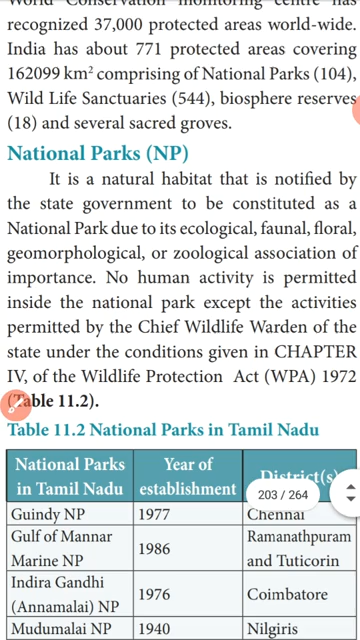 World Conservation monitoring centre has
recognized 37,000 protected areas world-wide.
India has about 771 protected areas covering
162099 km² comprising of National Parks (104),
Wild Life Sanctuaries (544), biosphere reserves
(18) and several sacred groves.
National Parks (NP)
It is a natural habitat that is notified by
the state government to be constituted as
a National Park due to its ecological, faunal, floral,
geomorphological, or zoological association of
importance. No human activity is permitted
inside the national park except the activities
permitted by the Chief Wildlife Warden of the
state under the conditions given in CHAPTER
IV, of the Wildlife Protection Act (WPA) 1972
(Table 11.2).
Table 11.2 National Parks in Tamil Nadu
National Parks in Tamil Nadu | Year of establishment | District(s)
203 / 264
Guindy NP | 1977 | Chennai
Gulf of Mannar Marine NP | 1986 | Ramanathpuram and Tuticorin
Indira Gandhi (Annamalai) NP | 1976 | Coimbatore
Mudumalai NP | 1940 | Nilgiris